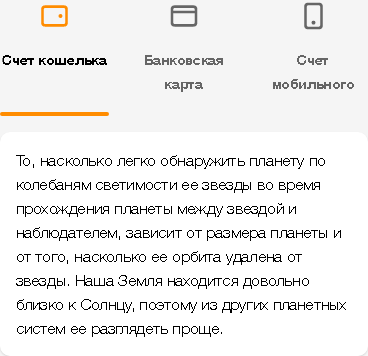 Счет кошелька
Банковская
карта
Счет
мобильного
То, насколько легко обнаружить планету по
колебаням светимости ее звезды во время
прохождения планеты между звездой и
наблюдателем, зависит от размера планеты и
от того, насколько ее орбита удалена от
звезды. Наша Земля находится довольно
близко к Солнцу, поэтому из других планетных
систем ее разглядеть проще.